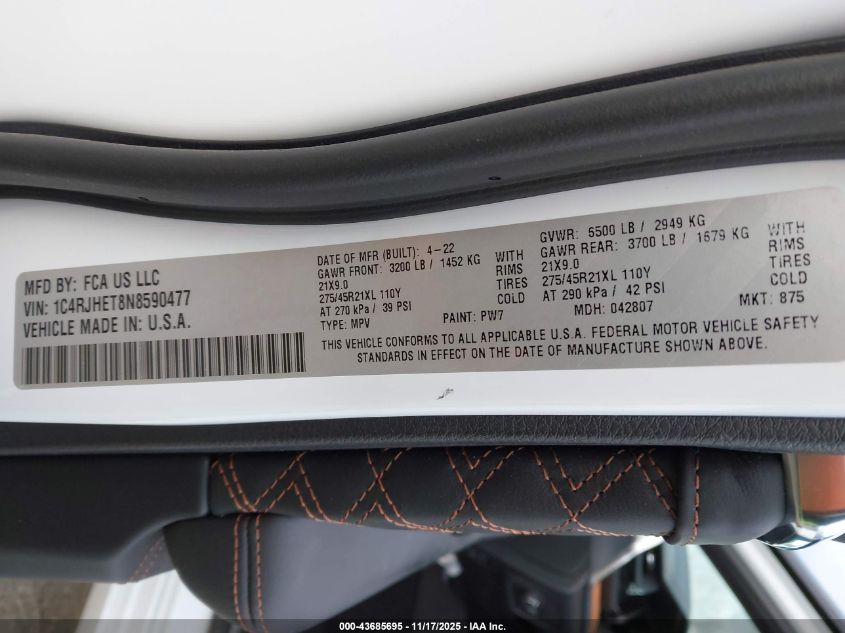 MFD BY: FCA US LLC
VIN: 1C4RJHET8N8590477
VEHICLE MADE IN: U.S.A.
DATE OF MFR (BUILT): 4-22
GAWR FRONT: 3200 LB / 1452 KG WITH
21X9.0 RIMS
275/45R21XL 110Y TIRES
AT 270 kPa / 39 PSI COLD
TYPE: MPV PAINT: PW7
GVWR: 6500 LB / 2949 KG
GAWR REAR: 3700 LB / 1679 KG WITH
21X9.0 RIMS
275/45R21XL 110Y TIRES
AT 290 kPa / 42 PSI COLD
MDH: 042807 MKT: 875
THIS VEHICLE CONFORMS TO ALL APPLICABLE U.S.A. FEDERAL MOTOR VEHICLE SAFETY
STANDARDS IN EFFECT ON THE DATE OF MANUFACTURE SHOWN ABOVE.
000-43685695 - 11/17/2025 - IAA Inc.